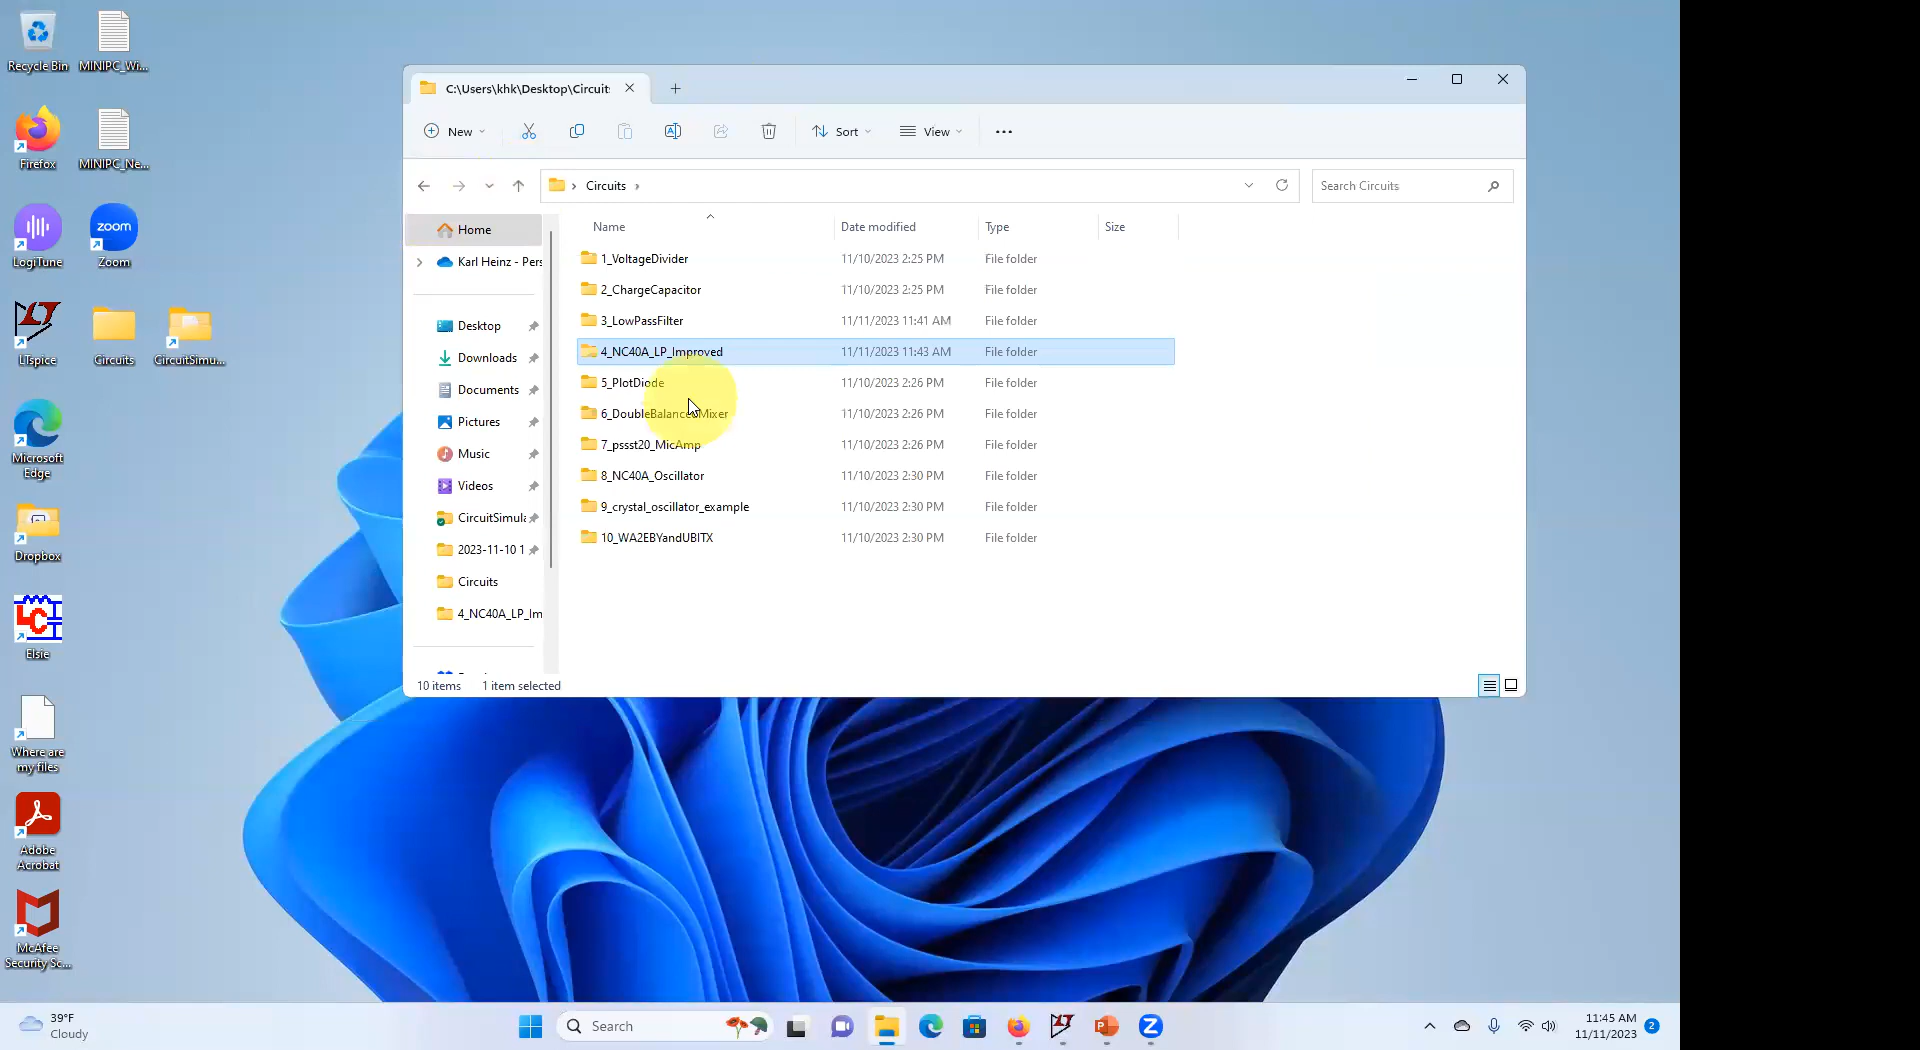 Recycle Bin
MINIPC_Wi...
Firefox
MINIPC_Ne...
LogiTune
zoom
Zoom
LTspice
Circuits
CircuitSimu...
Microsoft
Edge
Dropbox
LC
Elsie
Where are
my files
Adobe
Acrobat
McAfee
Security Sc...
C:\Users\khk\Desktop\Circuit:
New
Sort
View
Circuits
Search Circuits
Name
Date modified
Type
Size
Home
Karl Heinz - Pers
Desktop
Downloads
Documents
Pictures
Music
Videos
CircuitSimula
2023-11-10 1
Circuits
4_NC40A_LP_Im
1_VoltageDivider 11/10/2023 2:25 PM File folder
2_ChargeCapacitor 11/10/2023 2:25 PM File folder
3_LowPassFilter 11/11/2023 11:41 AM File folder
4_NC40A_LP_Improved 11/11/2023 11:43 AM File folder
5_PlotDiode 11/10/2023 2:26 PM File folder
6_DoubleBalancedMixer 11/10/2023 2:26 PM File folder
7_pssst20_MicAmp 11/10/2023 2:26 PM File folder
8_NC40A_Oscillator 11/10/2023 2:30 PM File folder
9_crystal_oscillator_example 11/10/2023 2:30 PM File folder
10_WA2EBYandUBITX 11/10/2023 2:30 PM File folder
10 items
1 item selected
39°F
Cloudy
Search
11:45 AM
11/11/2023
2